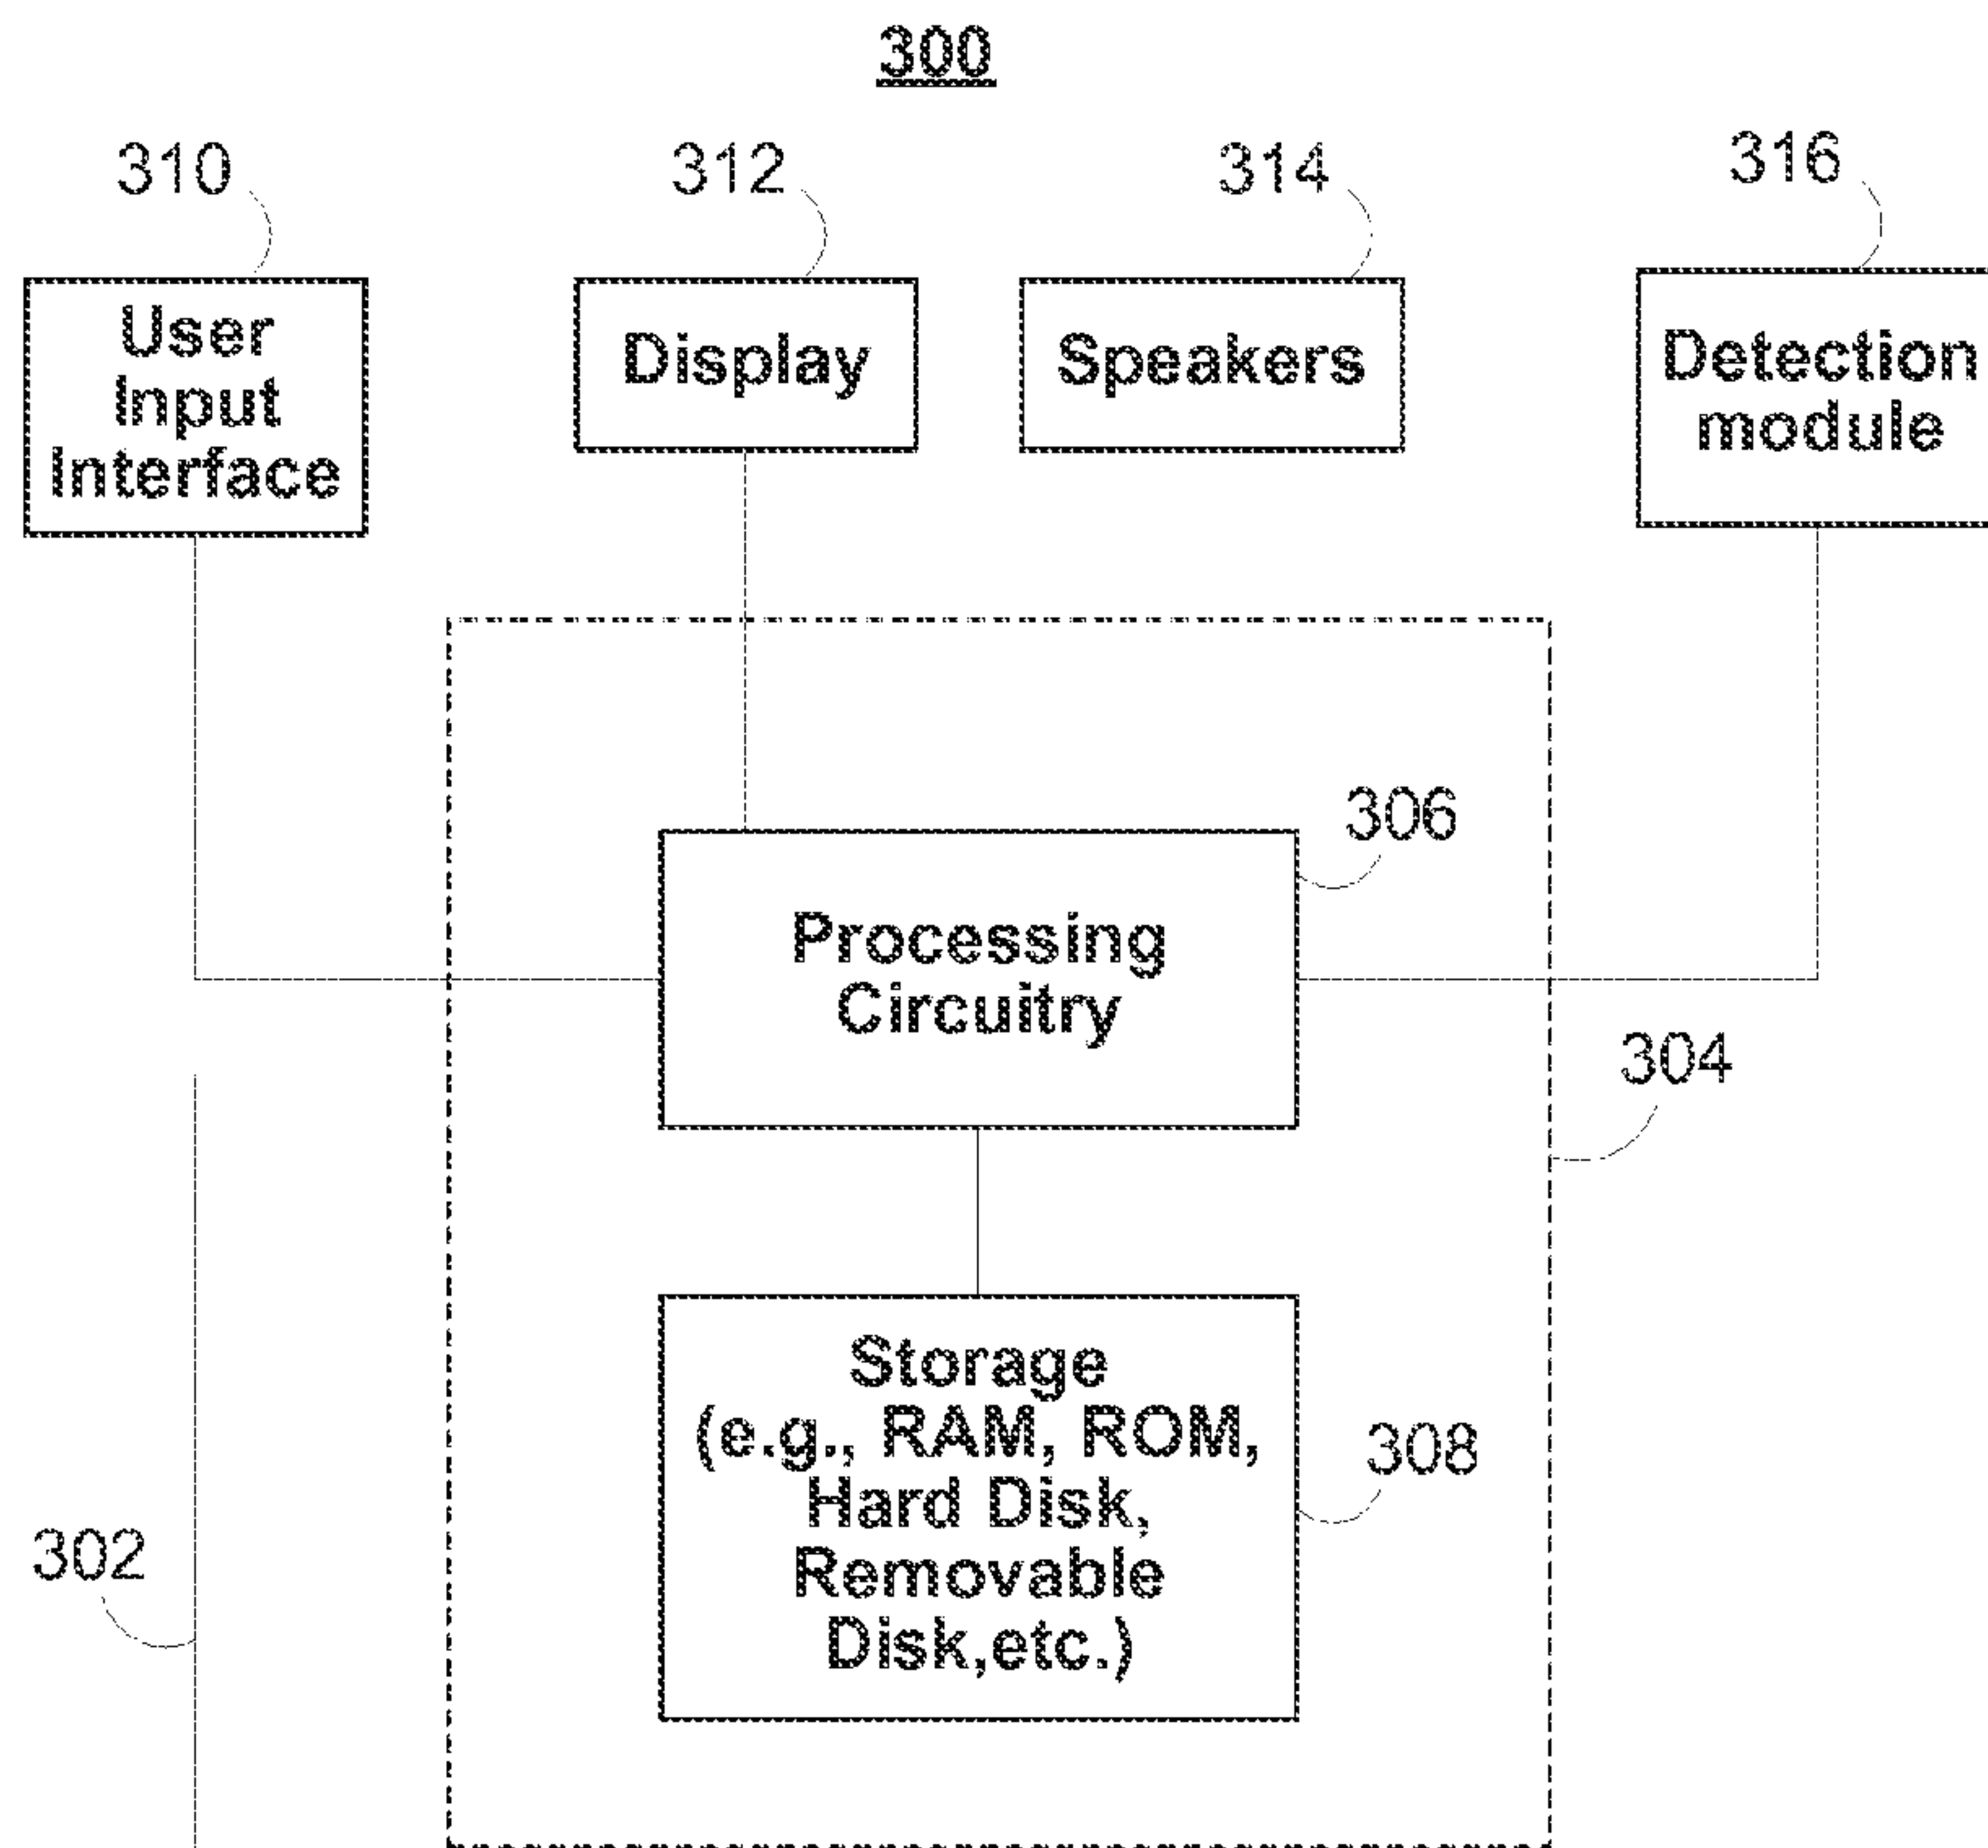 300
310
312
314
316
User
Input
Interface
Display
Speakers
Detection
module
306
Processing
Circuitry
304
Storage
(e.g., RAM, ROM,
Hard Disk,
Removable
Disk,etc.)
308
302